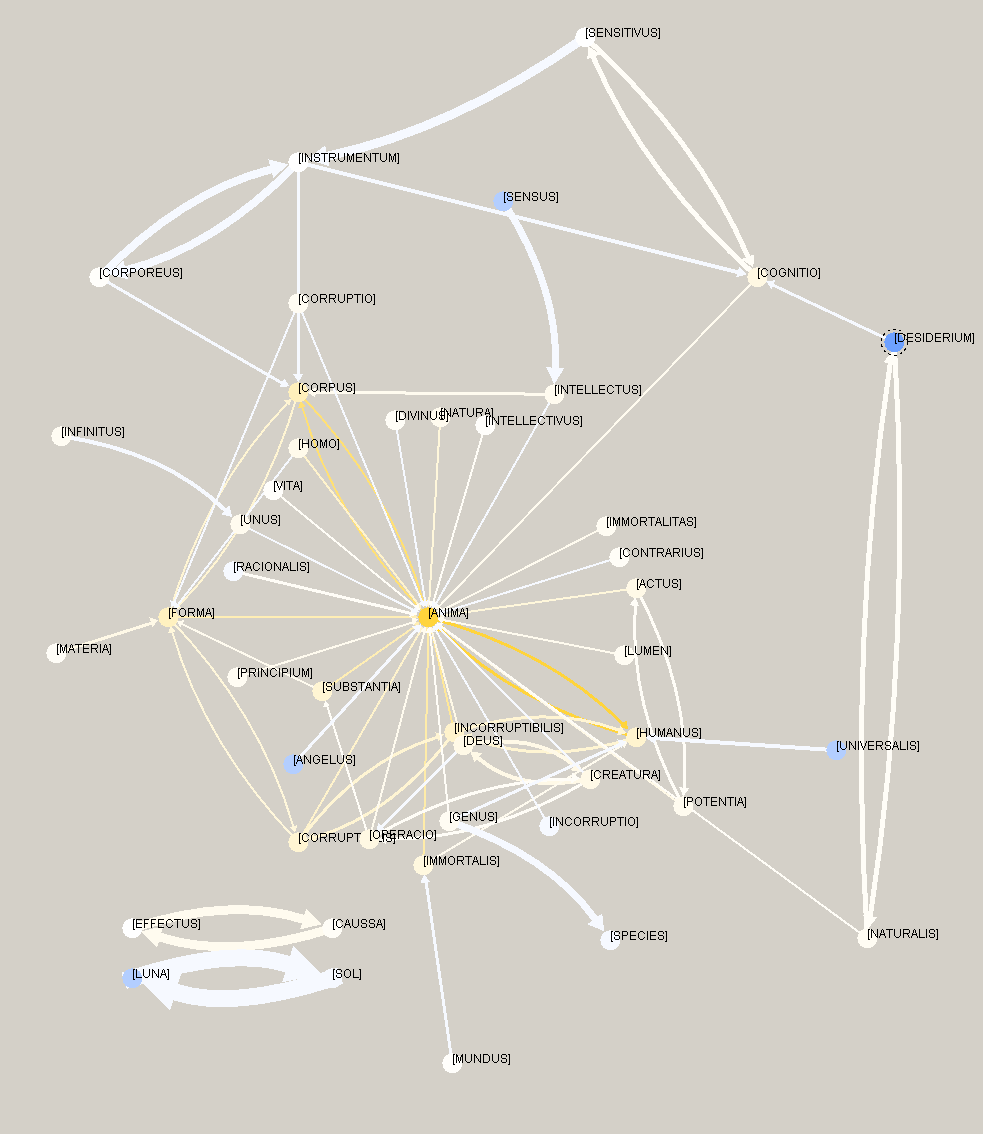 [SENSITIVUS]
[INSTRUMENTUM]
[SENSUS]
[CORPOREUS]
[COGNITIO]
[CORRUPTIO]
[DESIDERIUM]
[CORPUS]
[INTELLECTUS]
[DIVINUS]
[NATURA]
[INTELLECTIVUS]
[INFINITUS]
[HOMO]
[VITA]
[UNUS]
[IMMORTALITAS]
[CONTRARIUS]
[RACIONALIS]
[ACTUS]
[FORMA]
[ANIMA]
[MATERIA]
[LUMEN]
[PRINCIPIUM]
[SUBSTANTIA]
[INCORRUPTIBILIS]
[HUMANUS]
[DEUS]
[UNIVERSALIS]
[ANGELUS]
[CREATURA]
[POTENTIA]
[GENUS]
[INCORRUPTIO]
[CORRUPT IS]
[OPERACIO]
[IMMORTALIS]
[EFFECTUS]
[CAUSSA]
[SPECIES]
[NATURALIS]
[LUNA]
[SOL]
[MUNDUS]